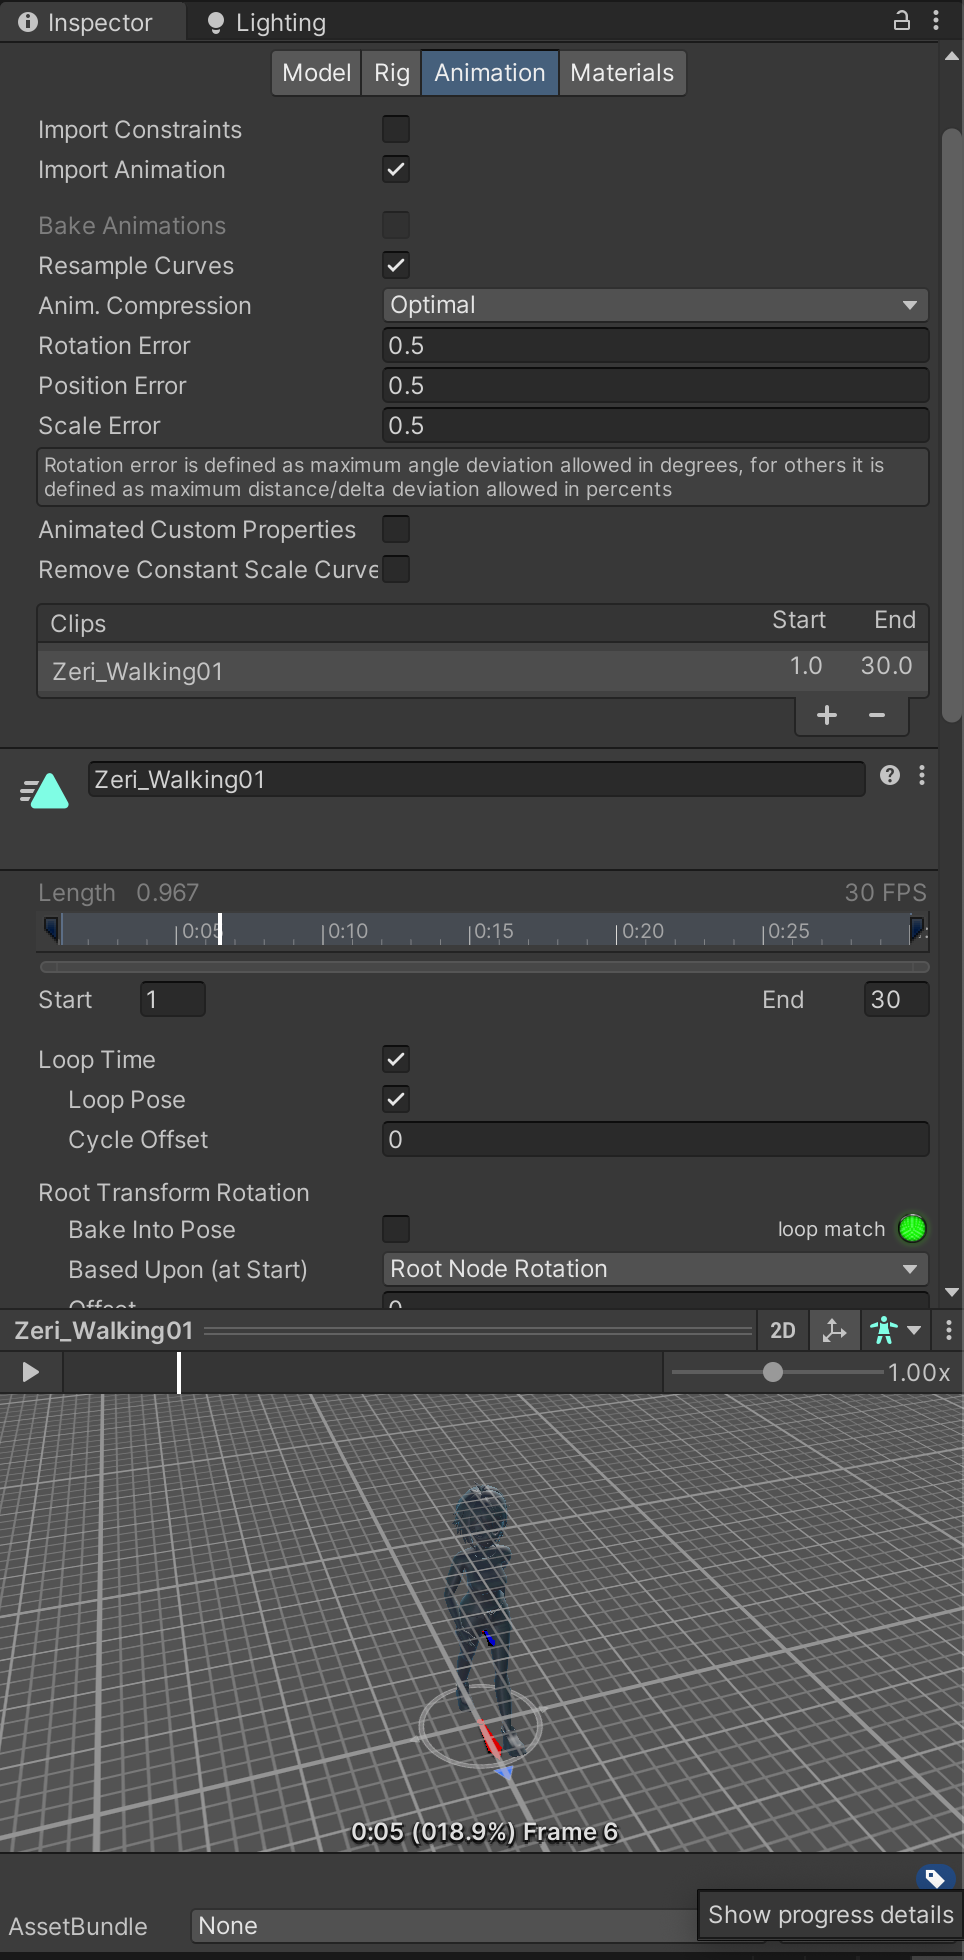 Inspector Lighting
Model Rig Animation Materials
Import Constraints
Import Animation
Bake Animations
Resample Curves
Anim. Compression Optimal
Rotation Error 0.5
Position Error 0.5
Scale Error 0.5
Rotation error is defined as maximum angle deviation allowed in degrees, for others it is
defined as maximum distance/delta deviation allowed in percents
Animated Custom Properties
Remove Constant Scale Curve
Clips Start End
Zeri_Walking01 1.0 30.0
+ −
Zeri_Walking01
Length 0.967 30 FPS
0:05 0:10 0:15 0:20 0:25
Start 1 End 30
Loop Time
Loop Pose
Cycle Offset 0
Root Transform Rotation
Bake Into Pose loop match
Based Upon (at Start) Root Node Rotation
Offset 0
Zeri_Walking01 2D
1.00x
0:05 (018.9%) Frame 6
AssetBundle None
Show progress details